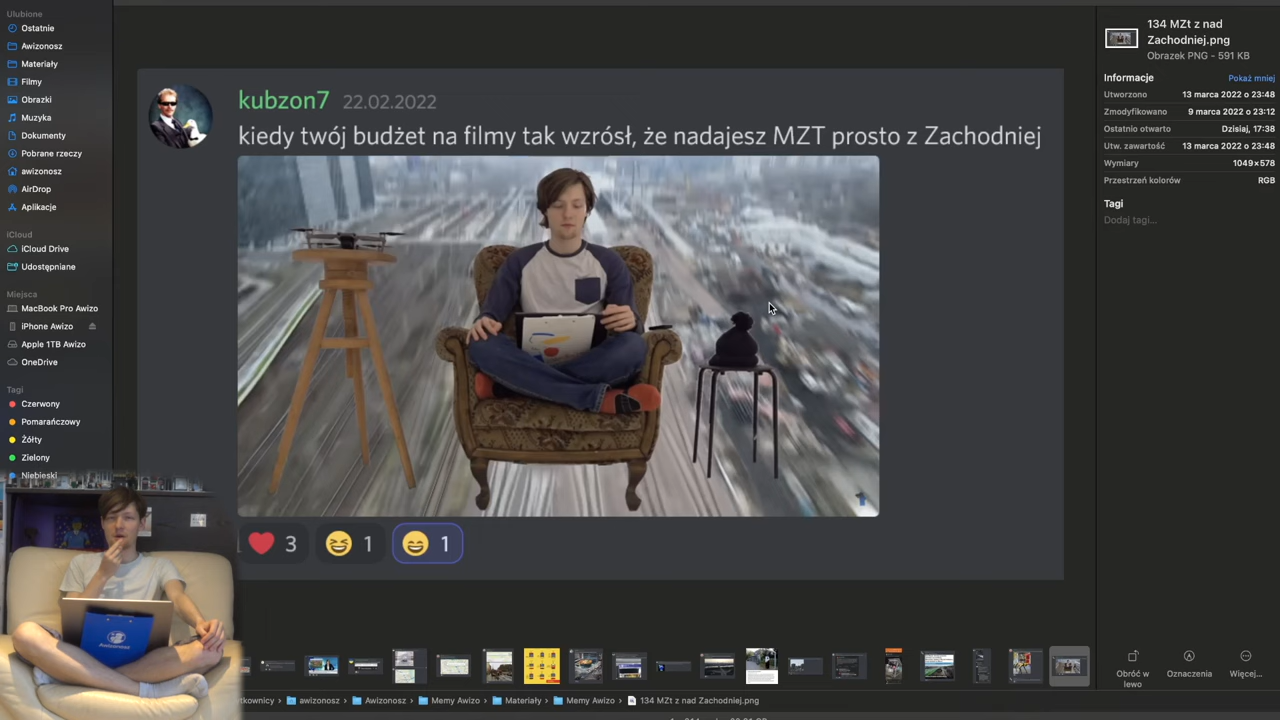 Ulubione
Ostatnie
Awizonosz
Materiały
Filmy
Obrazki
Muzyka
Dokumenty
Pobrane rzeczy
awizonosz
AirDrop
Aplikacje
iCloud
iCloud Drive
Udostępniane
Miejsca
MacBook Pro Awizo
iPhone Awizo
Apple 1TB Awizo
OneDrive
Tagi
Czerwony
Pomarańczowy
Żółty
Zielony
Niebieski
kubzon7 22.02.2022
kiedy twój budżet na filmy tak wzrósł, że nadajesz MZT prosto z Zachodniej
3 1 1
134 MZt z nad
Zachodniej.png
Obrazek PNG - 591 KB
Informacje Pokaż mniej
Utworzono 13 marca 2022 o 23:48
Zmodyfikowano 9 marca 2022 o 23:12
Ostatnio otwarto Dzisiaj, 17:38
Utw. zawartość 13 marca 2022 o 23:48
Wymiary 1049×578
Przestrzeń kolorów RGB
Tagi
Dodaj tagi...
Obróć w
lewo
Oznaczenia
Więcej...
Awizonosz
tkownicy › awizonosz › Awizonosz › Memy Awizo › Materiały › Memy Awizo › 134 MZt z nad Zachodniej.png